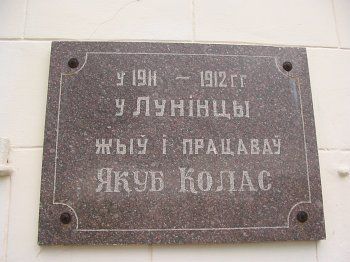 У 1911 – 1912 ГГ
У ЛУНІНЦЫ
ЖЫЎ І ПРАЦАВАЎ
ЯКУБ КОЛАС